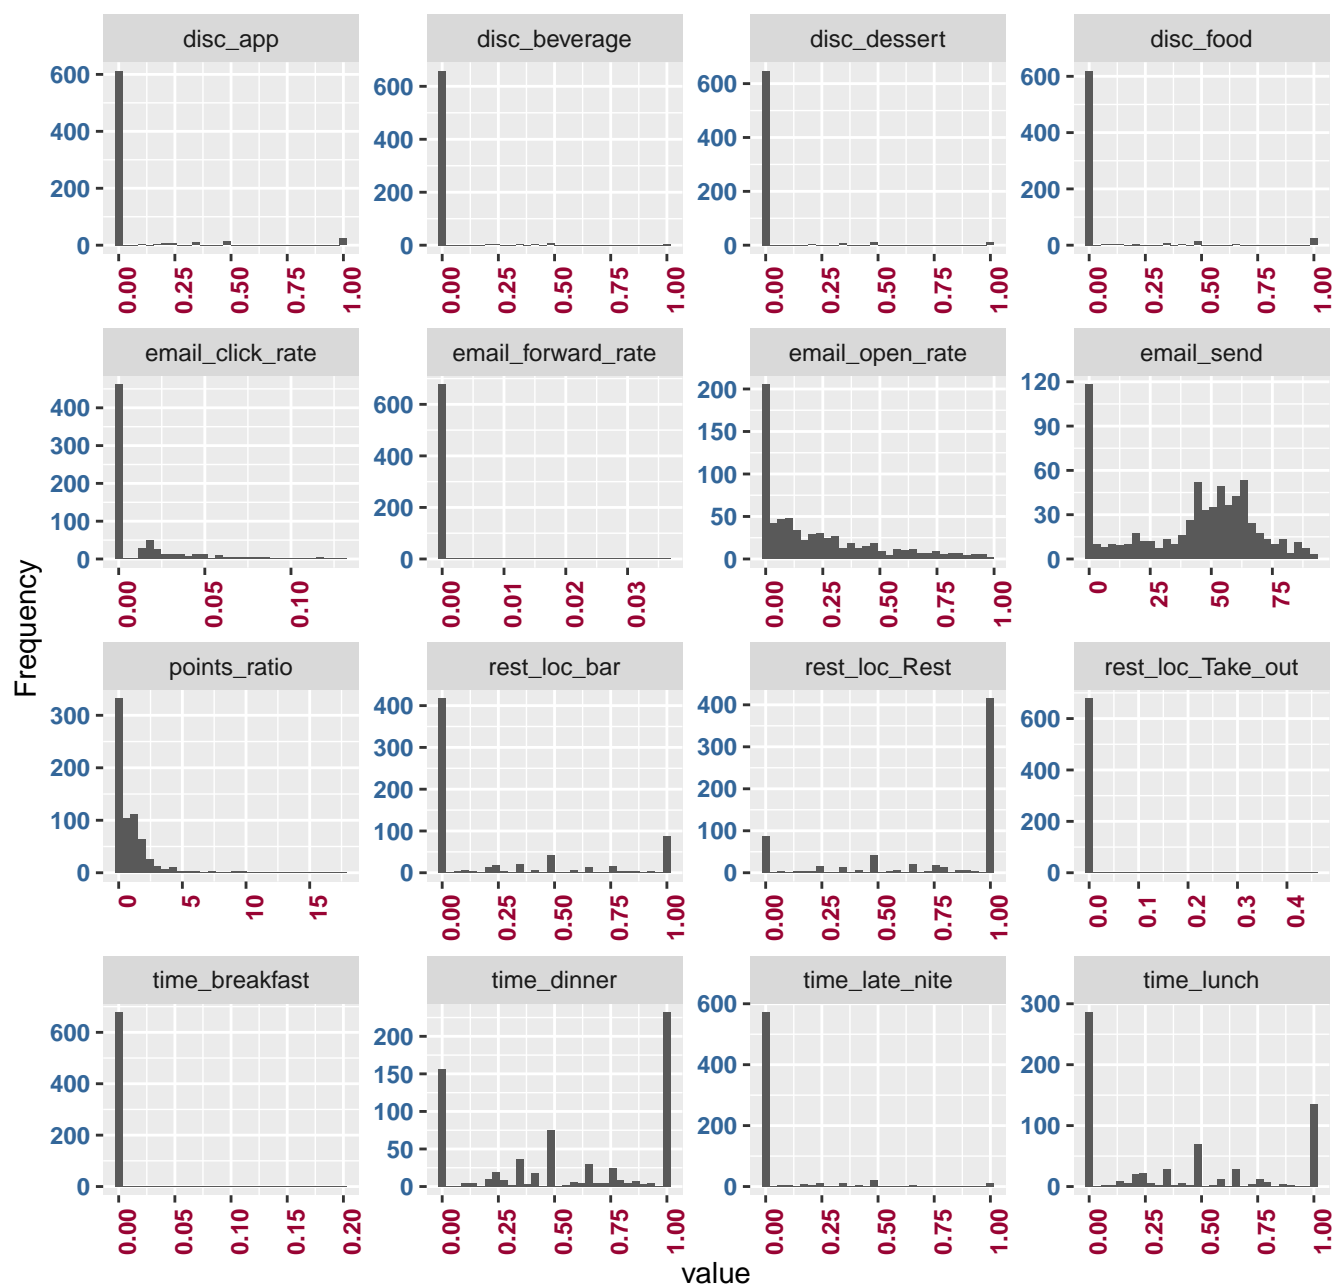 disc_app disc_beverage disc_dessert disc_food
600 400 200 0
600 400 200 0
600 400 200 0
600 400 200 0
0.00 0.25 0.50 0.75 1.00
0.00 0.25 0.50 0.75 1.00
0.00 0.25 0.50 0.75 1.00
0.00 0.25 0.50 0.75 1.00
email_click_rate email_forward_rate email_open_rate email_send
400 300 200 100 0
600 400 200 0
200 150 100 50 0
120 90 60 30 0
0.00 0.05 0.10
0.00 0.01 0.02 0.03
0.00 0.25 0.50 0.75 1.00
0 25 50 75
Frequency
points_ratio rest_loc_bar rest_loc_Rest rest_loc_Take_out
300 200 100 0
400 300 200 100 0
400 300 200 100 0
600 400 200 0
0 5 10 15
0.00 0.25 0.50 0.75 1.00
0.00 0.25 0.50 0.75 1.00
0.0 0.1 0.2 0.3 0.4
time_breakfast time_dinner time_late_nite time_lunch
600 400 200 0
200 150 100 50 0
600 400 200 0
300 200 100 0
0.00 0.05 0.10 0.15 0.20
0.00 0.25 0.50 0.75 1.00
0.00 0.25 0.50 0.75 1.00
0.00 0.25 0.50 0.75 1.00
value